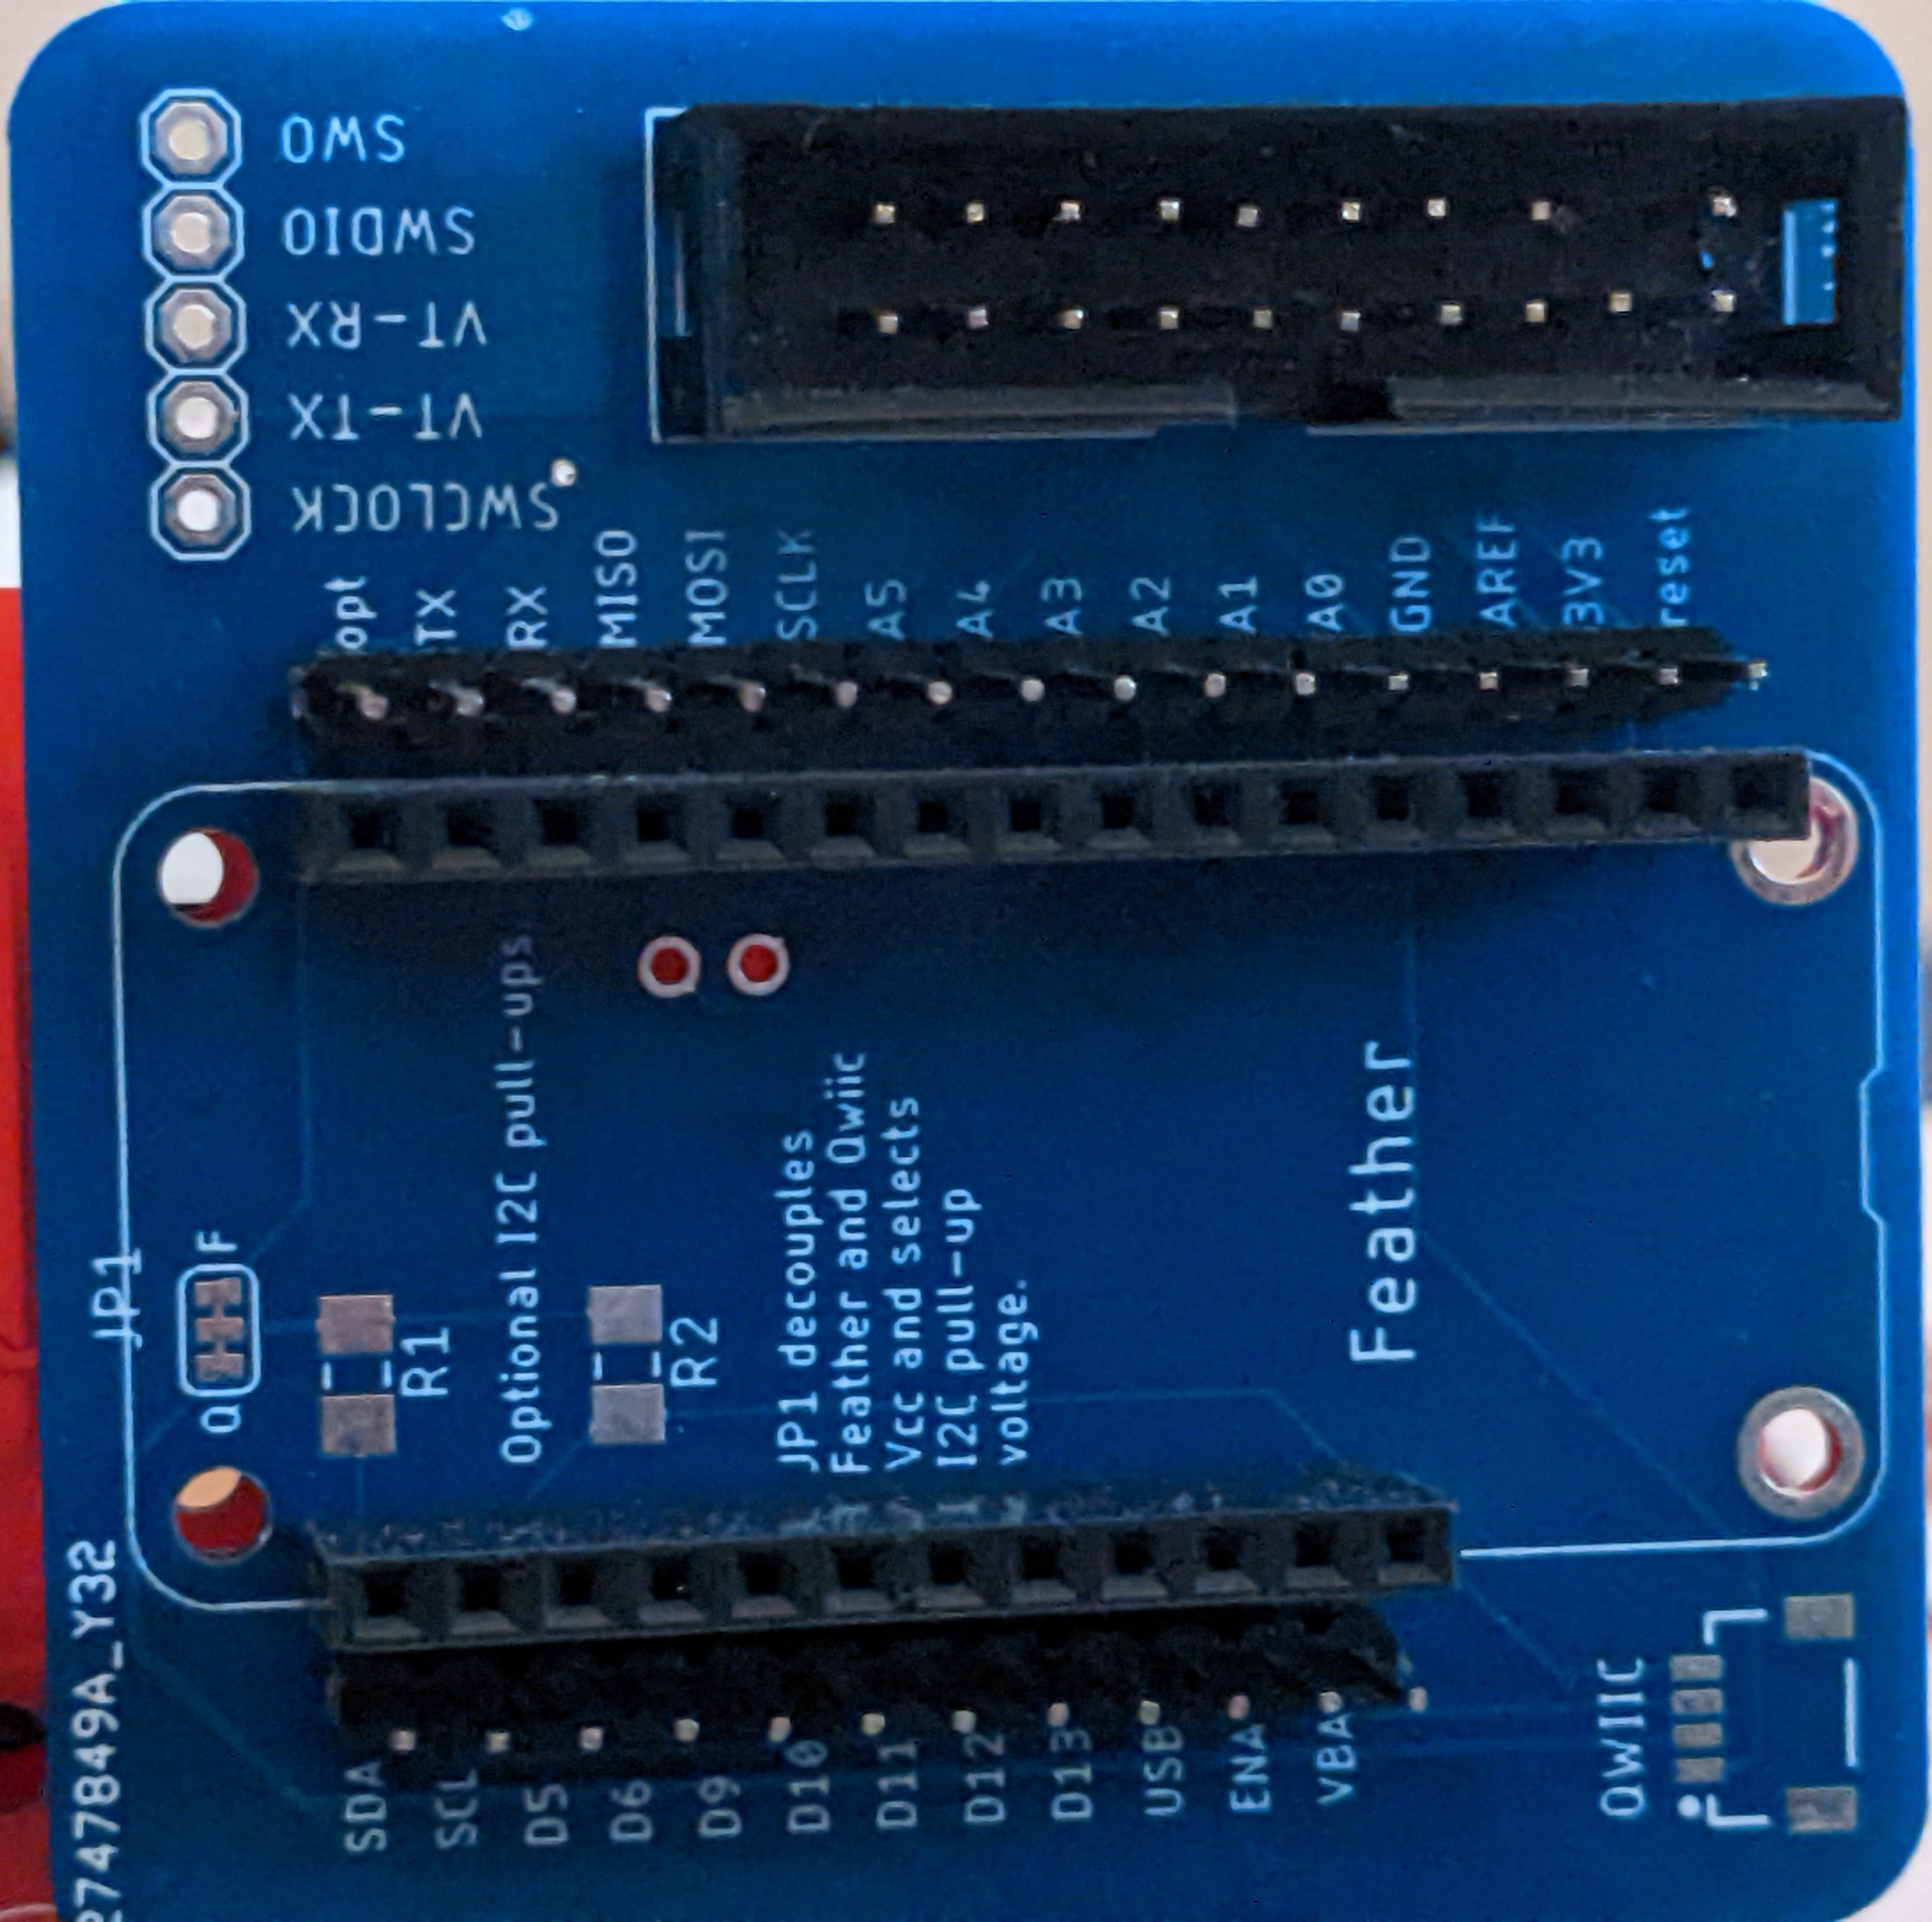 SWO
SWDIO
VT-RX
VT-TX
SWCLOCK
opt
TX
RX
MISO
MOSI
SCLK
A5
A4
A3
A2
A1
A0
GND
AREF
3V3
reset
JP1
F
Q
R1
Optional I2C pull-ups
R2
JP1 decouples
Feather and Qwiic
Vcc and selects
I2C pull-up
voltage.
Feather
SDA
SCL
D5
D6
D9
D10
D11
D12
D13
USB
ENA
VBA
QWIIC
2747849A_Y32